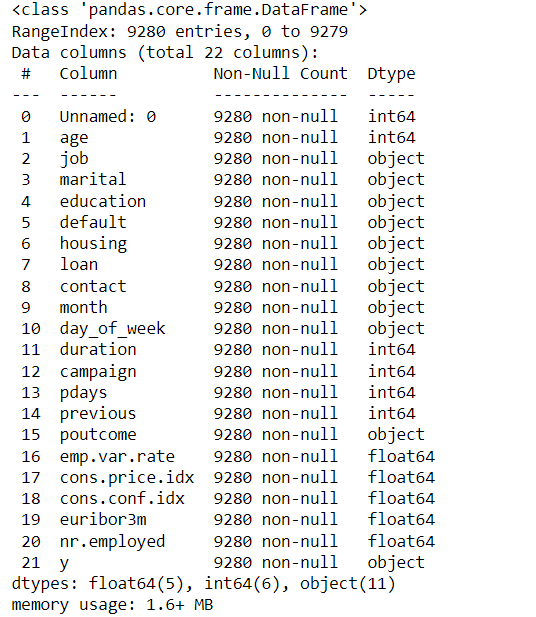 <class 'pandas.core.frame.DataFrame'>
RangeIndex: 9280 entries, 0 to 9279
Data columns (total 22 columns):
 #   Column          Non-Null Count  Dtype
---  ------          --------------  -----
 0   Unnamed: 0      9280 non-null   int64
 1   age             9280 non-null   int64
 2   job             9280 non-null   object
 3   marital         9280 non-null   object
 4   education       9280 non-null   object
 5   default         9280 non-null   object
 6   housing         9280 non-null   object
 7   loan            9280 non-null   object
 8   contact         9280 non-null   object
 9   month           9280 non-null   object
 10  day_of_week     9280 non-null   object
 11  duration        9280 non-null   int64
 12  campaign        9280 non-null   int64
 13  pdays           9280 non-null   int64
 14  previous        9280 non-null   int64
 15  poutcome        9280 non-null   object
 16  emp.var.rate    9280 non-null   float64
 17  cons.price.idx  9280 non-null   float64
 18  cons.conf.idx   9280 non-null   float64
 19  euribor3m       9280 non-null   float64
 20  nr.employed     9280 non-null   float64
 21  y               9280 non-null   object
dtypes: float64(5), int64(6), object(11)
memory usage: 1.6+ MB